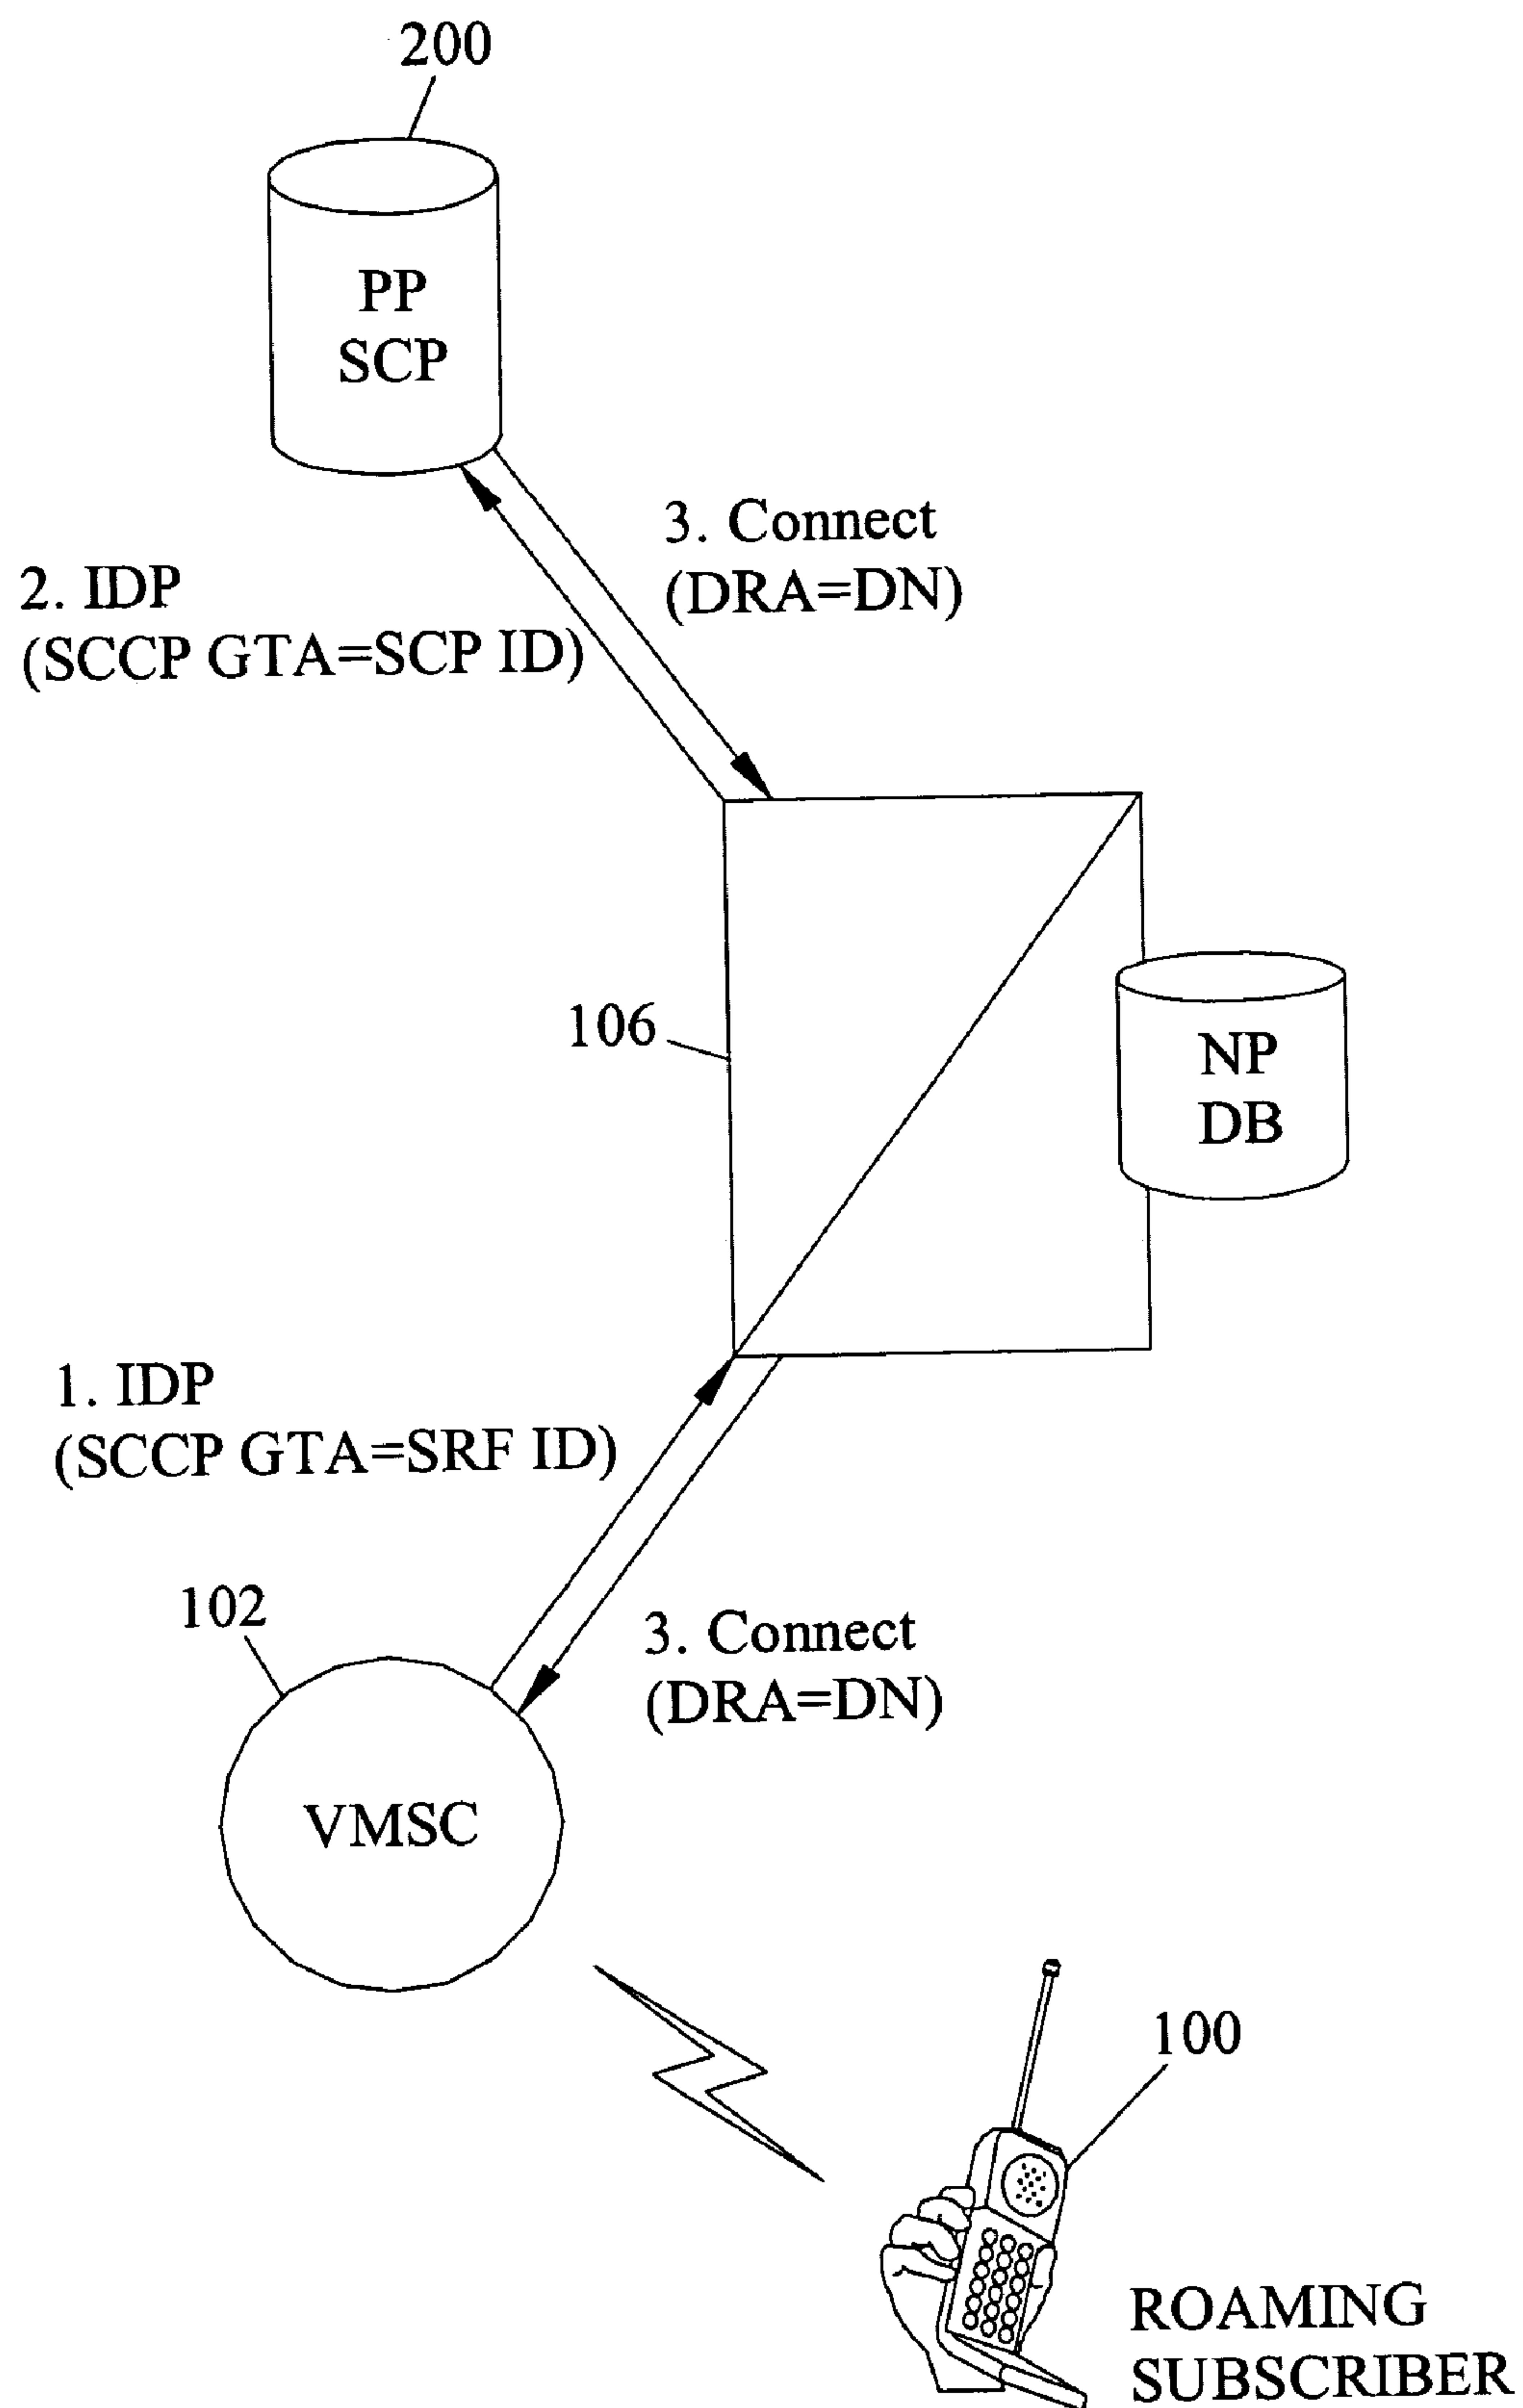 200
PP
SCP
3. Connect
(DRA=DN)
2. IDP
(SCCP GTA=SCP ID)
106
NP
DB
1. IDP
(SCCP GTA=SRF ID)
102
3. Connect
(DRA=DN)
VMSC
100
ROAMING
SUBSCRIBER